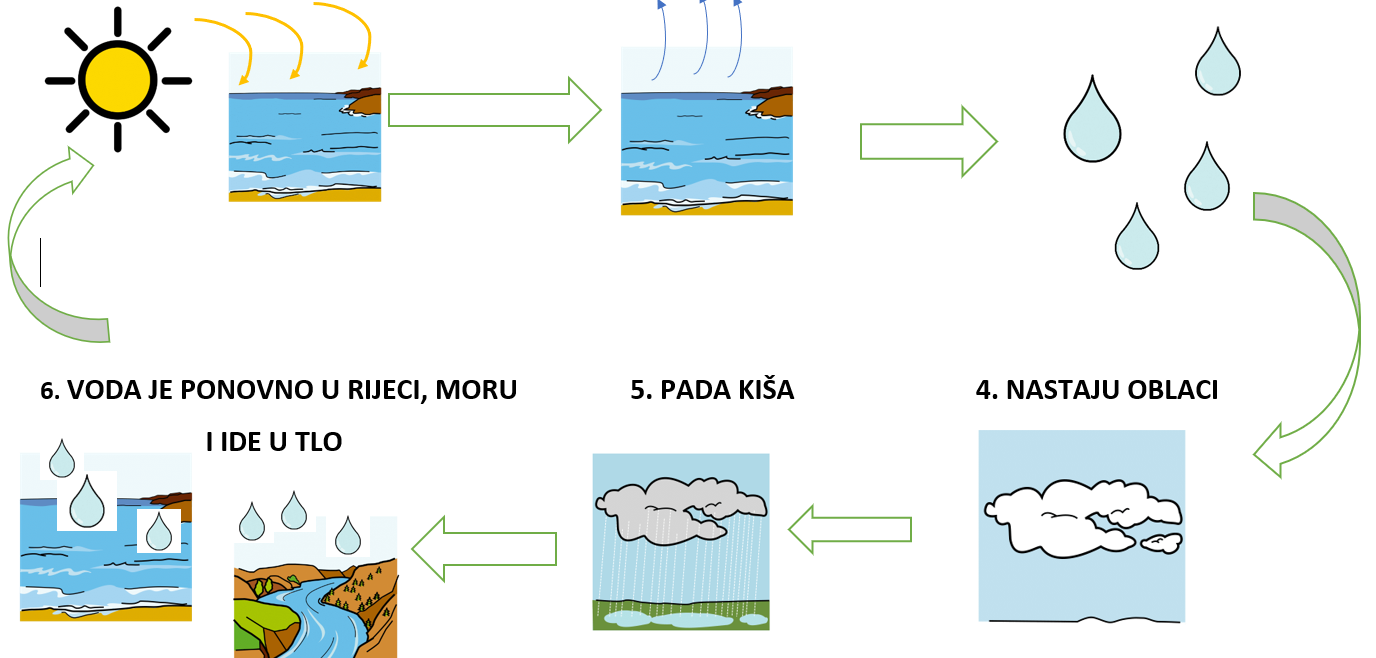 6. VODA JE PONOVNO U RIJECI, MORU
I IDE U TLO
5. PADA KIŠA
4. NASTAJU OBLACI